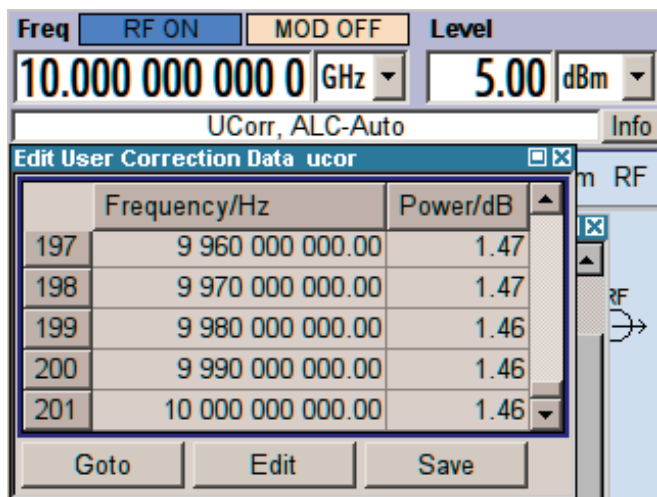 Freq RF ON MOD OFF Level
10.000 000 000 0 GHz 5.00 dBm
UCorr, ALC-Auto Info
Edit User Correction Data ucor
m RF
Frequency/Hz Power/dB
197 9 960 000 000.00 1.47
198 9 970 000 000.00 1.47
RF
199 9 980 000 000.00 1.46
200 9 990 000 000.00 1.46
201 10 000 000 000.00 1.46
Goto Edit Save